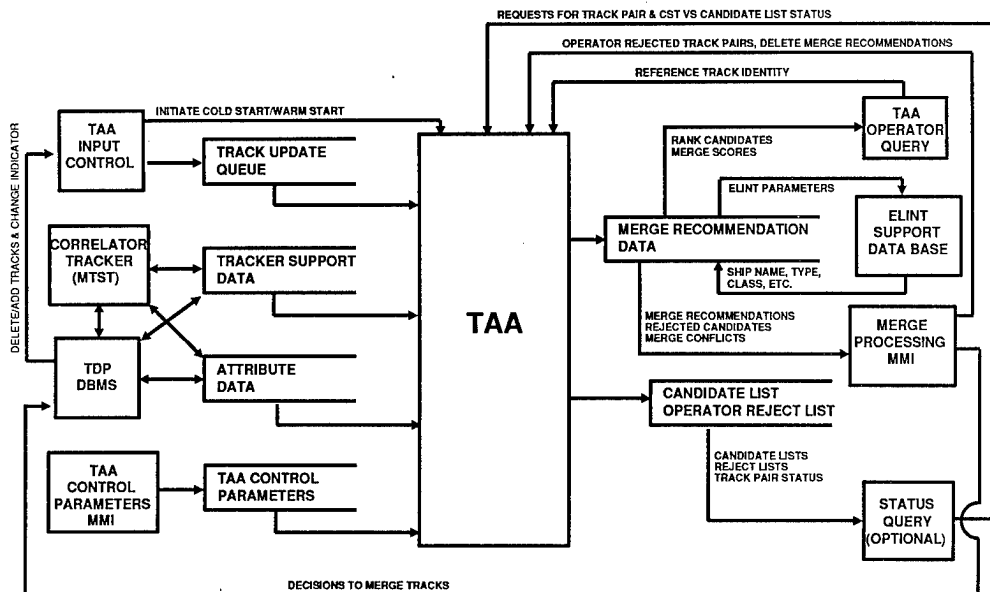 REQUESTS FOR TRACK PAIR & CST VS CANDIDATE LIST STATUS
OPERATOR REJECTED TRACK PAIRS, DELETE MERGE RECOMMENDATIONS
REFERENCE TRACK IDENTITY
INITIATE COLD START/WARM START
DELETE/ADD TRACKS & CHANGE INDICATOR
TAA
INPUT
CONTROL
TRACK UPDATE
QUEUE
CORRELATOR
TRACKER
(MTST)
TRACKER SUPPORT
DATA
TDP
DBMS
ATTRIBUTE
DATA
TAA
CONTROL
PARAMETERS
MMI
TAA CONTROL
PARAMETERS
TAA
RANK CANDIDATES
MERGE SCORES
TAA
OPERATOR
QUERY
ELINT PARAMETERS
MERGE RECOMMENDATION
DATA
ELINT
SUPPORT
DATA BASE
SHIP NAME, TYPE,
CLASS, ETC.
MERGE RECOMMENDATIONS
REJECTED CANDIDATES
MERGE CONFLICTS
MERGE
PROCESSING
MMI
CANDIDATE LIST
OPERATOR REJECT LIST
CANDIDATE LISTS
REJECT LISTS
TRACK PAIR STATUS
STATUS
QUERY
(OPTIONAL)
DECISIONS TO MERGE TRACKS